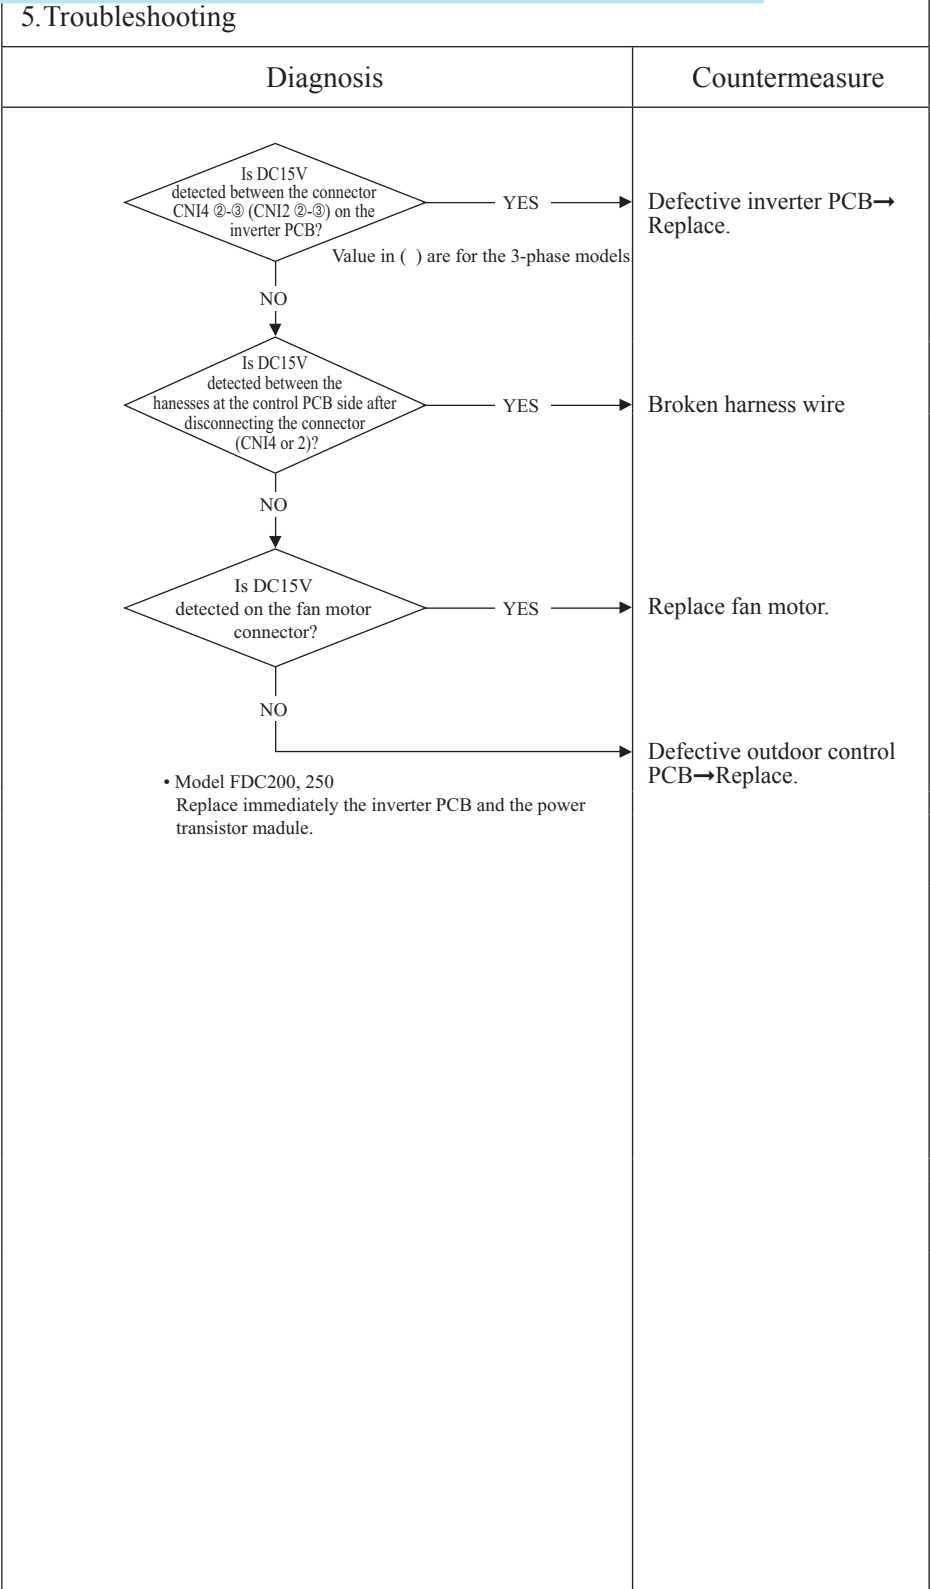 5.Troubleshooting
Diagnosis
Countermeasure
Is DC15V
detected between the connector
CNI4 ②-③ (CNI2 ②-③) on the
inverter PCB?
YES
Defective inverter PCB→
Replace.
Value in ( ) are for the 3-phase models.
NO
Is DC15V
detected between the
hanesses at the control PCB side after
disconnecting the connector
(CNI4 or 2)?
YES
Broken harness wire
NO
Is DC15V
detected on the fan motor
connector?
YES
Replace fan motor.
NO
Defective outdoor control
PCB→Replace.
• Model FDC200, 250
Replace immediately the inverter PCB and the power
transistor madule.